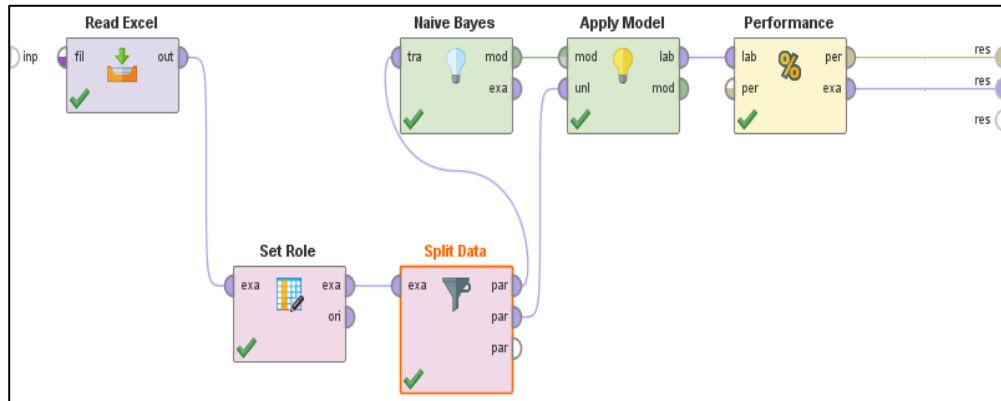 Read Excel
inp
fil
out
Naive Bayes
tra
mod
exa
Apply Model
mod
lab
unl
mod
Performance
%
lab
per
per
exa
res
res
res
Set Role
exa
exa
ori
Split Data
exa
par
par
par